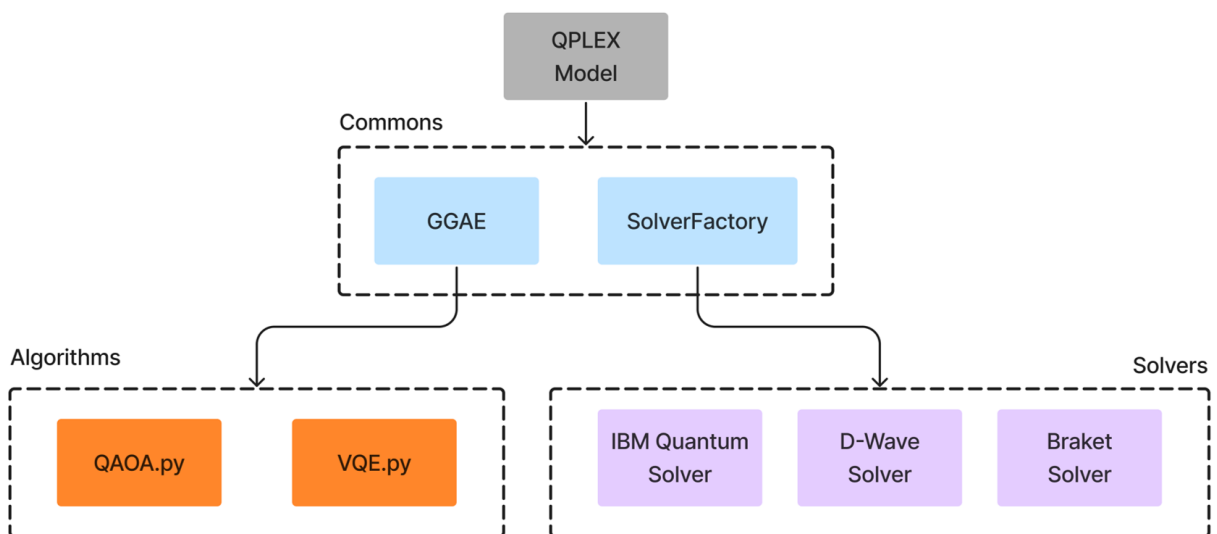 QPLEX
Model
Commons
GGAE
SolverFactory
Algorithms
Solvers
QAOA.py
VQE.py
IBM Quantum
Solver
D-Wave
Solver
Braket
Solver